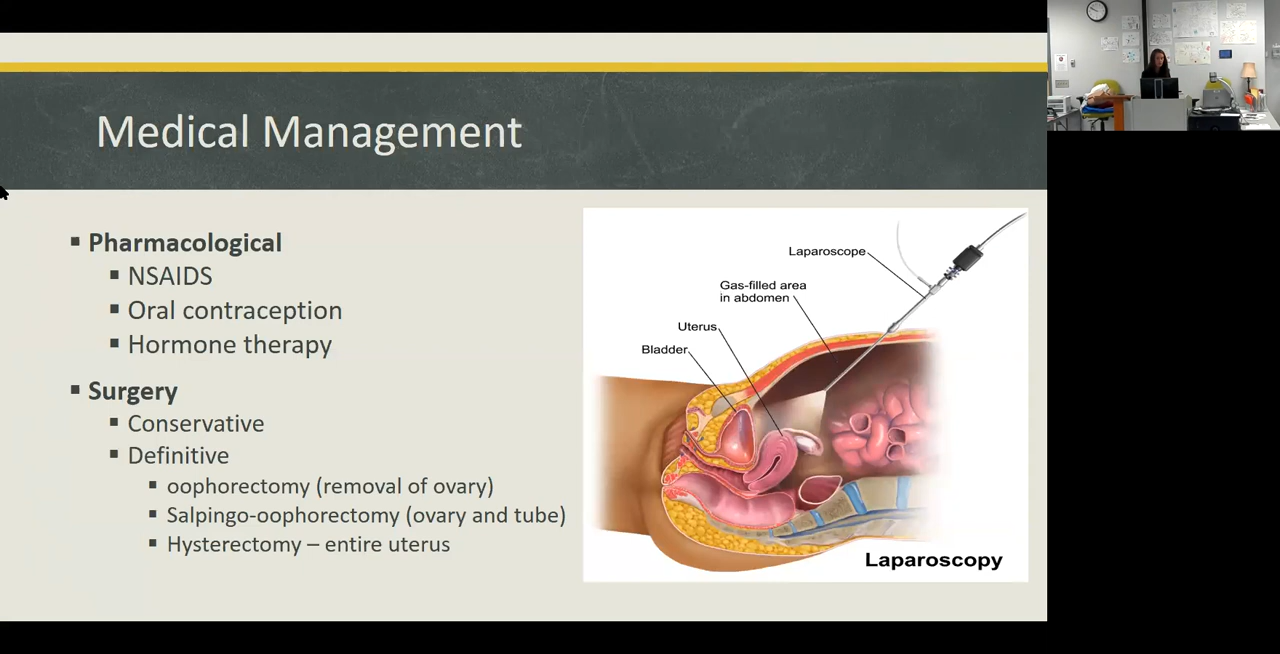 Medical Management
Pharmacological
NSAIDS
Oral contraception
Hormone therapy
Surgery
Conservative
Definitive
oophorectomy (removal of ovary)
Salpingo-oophorectomy (ovary and tube)
Hysterectomy – entire uterus
Laparoscope
Gas-filled area
in abdomen
Uterus
Bladder
Laparoscopy